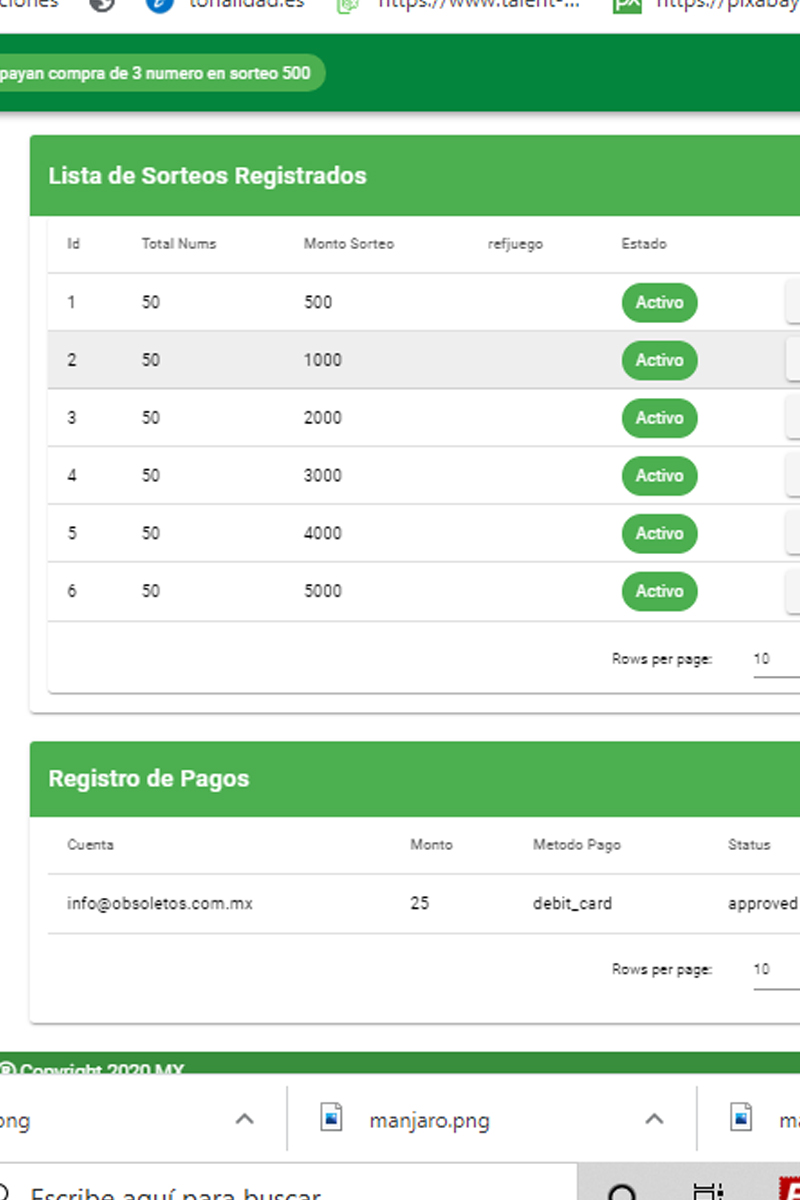 ciones tonalidad.es https://www.talent-... https://pixabay
payan compra de 3 numero en sorteo 500
Lista de Sorteos Registrados
Id Total Nums Monto Sorteo refjuego Estado
1 50 500 Activo
2 50 1000 Activo
3 50 2000 Activo
4 50 3000 Activo
5 50 4000 Activo
6 50 5000 Activo
Rows per page: 10
Registro de Pagos
Cuenta Monto Metodo Pago Status
info@obsoletos.com.mx 25 debit_card approved
Rows per page: 10
® Copyright 2020 MX
png manjaro.png ma
Escribe aquí para buscar